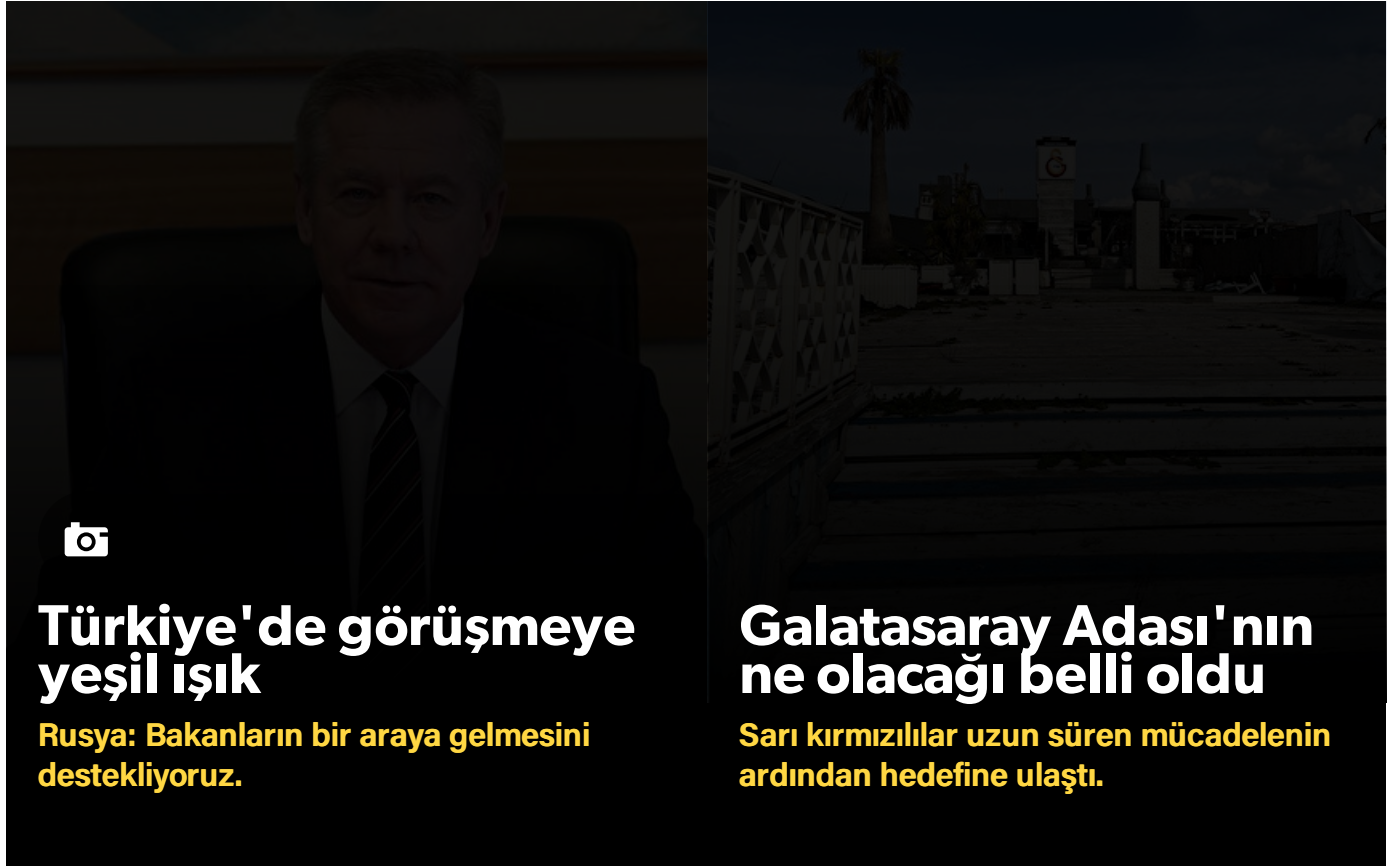 Türkiye'de görüşmeye
yeşil ışık
Rusya: Bakanların bir araya gelmesini
destekliyoruz.
Galatasaray Adası'nın
ne olacağı belli oldu
Sarı kırmızılılar uzun süren mücadelenin
ardından hedefine ulaştı.